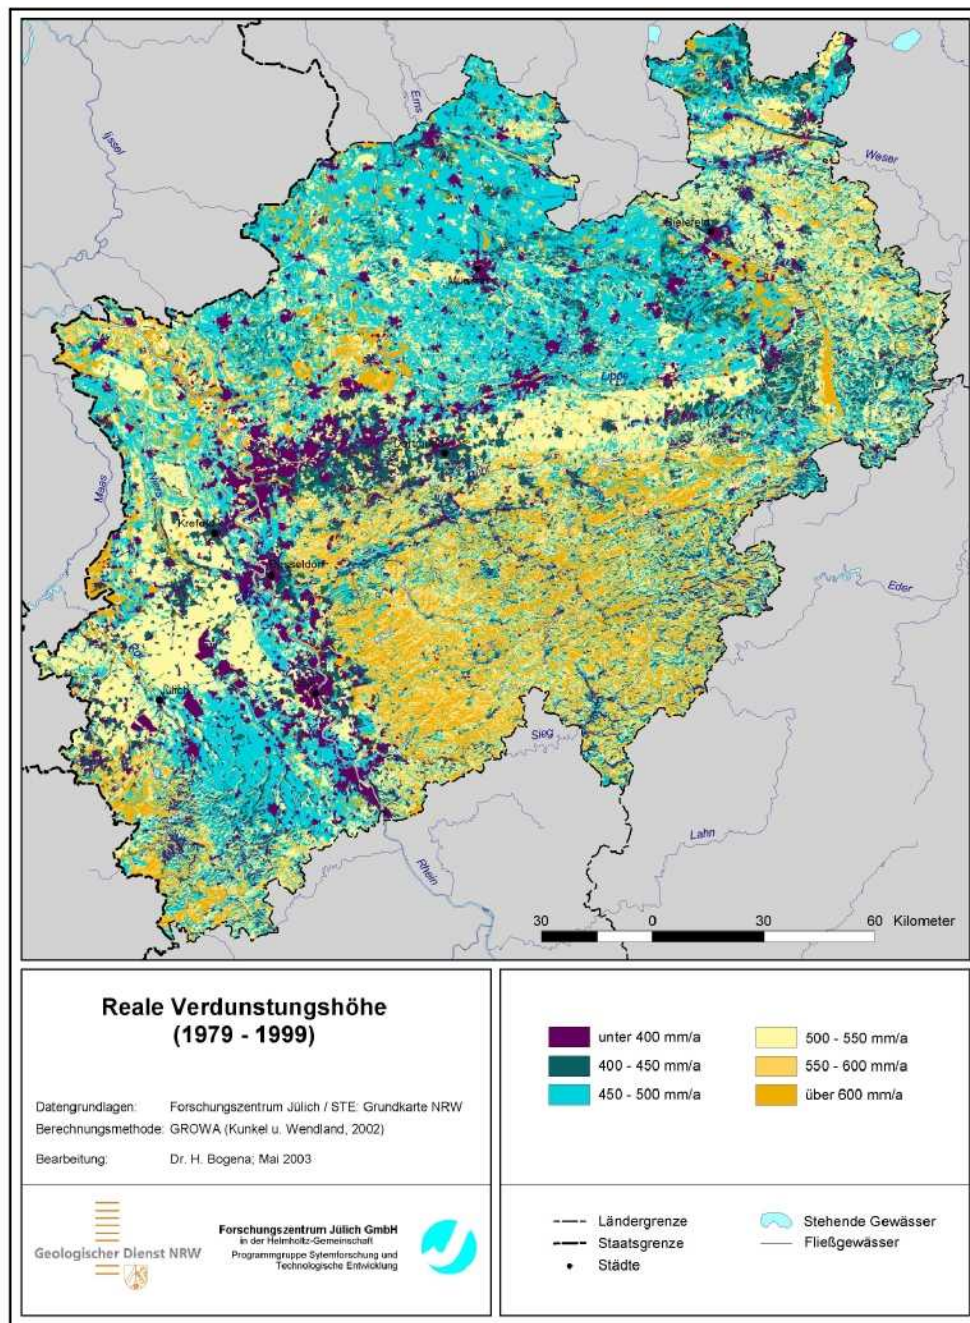 Ems
Ijssel
Weser
Bielefeld
Lippe
Maas
Niers
Krefeld
Düsseldorf
Eder
Rur
Jülich
Sieg
Lahn
Rhein
30 0 30 60 Kilometer
Reale Verdunstungshöhe
(1979 - 1999)
Datengrundlagen: Forschungszentrum Jülich / STE: Grundkarte NRW
Berechnungsmethode: GROWA (Kunkel u. Wendland, 2002)
Bearbeitung: Dr. H. Bogena; Mai 2003
Geologischer Dienst NRW
Forschungszentrum Jülich GmbH
in der Helmholtz-Gemeinschaft
Programmgruppe Sytemforschung und
Technologische Entwicklung
unter 400 mm/a
400 - 450 mm/a
450 - 500 mm/a
500 - 550 mm/a
550 - 600 mm/a
über 600 mm/a
Ländergrenze
Staatsgrenze
Städte
Stehende Gewässer
Fließgewässer